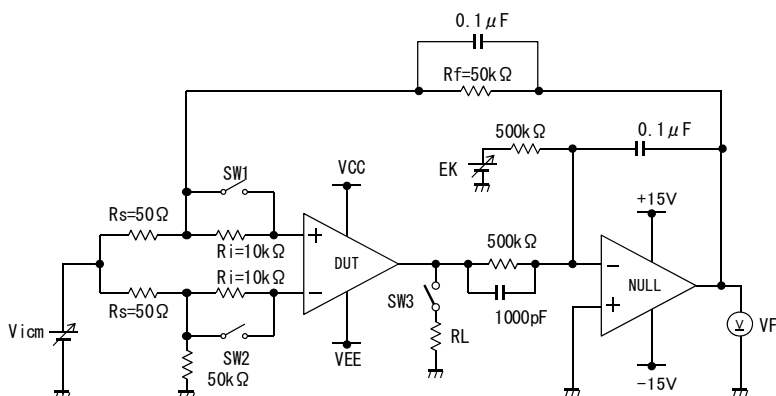 0.1μF
Rf=50kΩ
500kΩ
0.1μF
EK
SW1
VCC
Rs=50Ω
Ri=10kΩ
DUT
+15V
500kΩ
NULL
Ri=10kΩ
Rs=50Ω
SW3
1000pF
Vicm
SW2
50kΩ
VEE
RL
-15V
V
VF
+
-
-
+